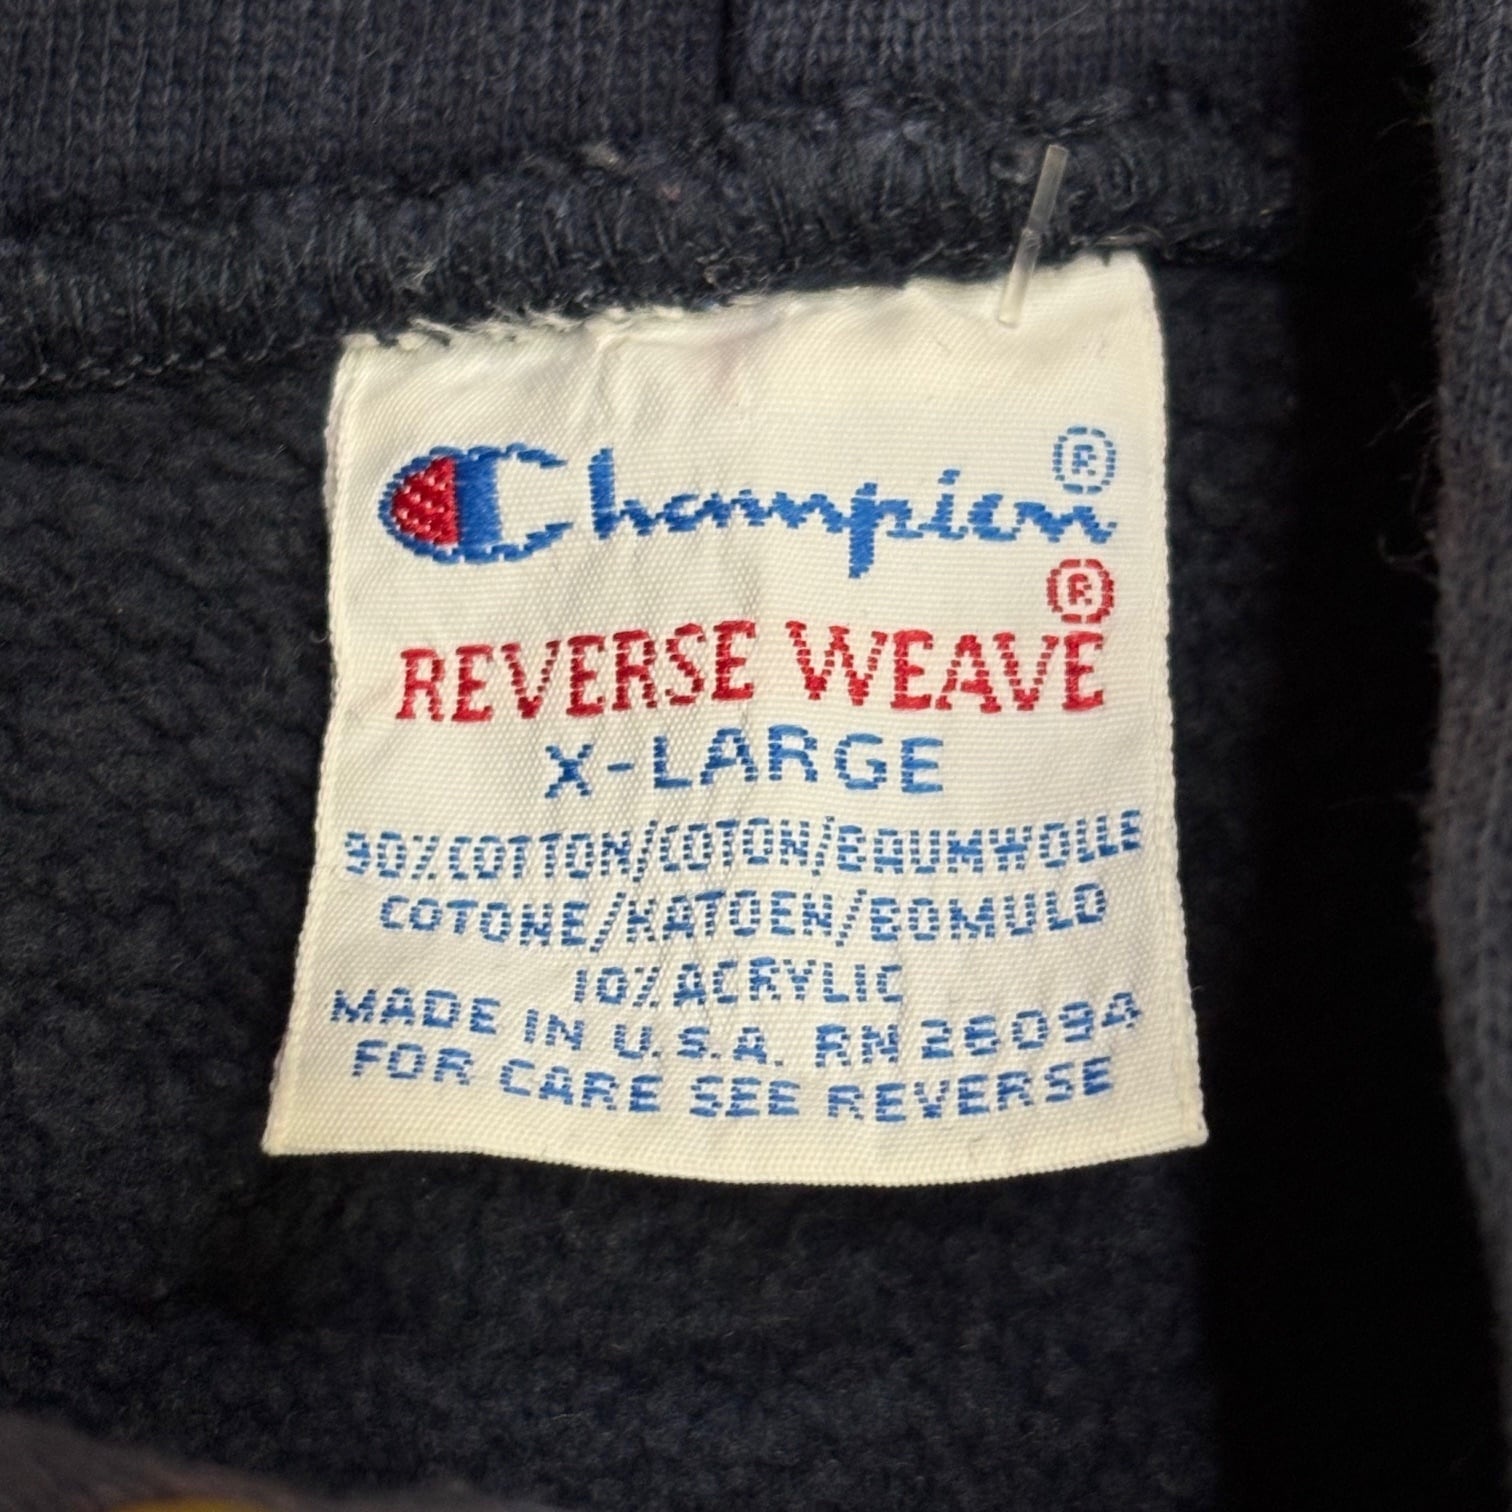 Champion®
REVERSE WEAVE®
X-LARGE
90% COTTON/COTON/BAUMWOLLE
COTONE/KATOEN/BOMULD
10% ACRYLIC
MADE IN U.S.A. RN 26094
FOR CARE SEE REVERSE